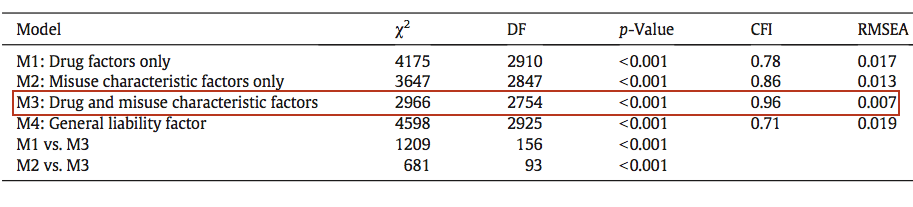 Model χ² DF p-Value CFI RMSEA
M1: Drug factors only 4175 2910 <0.001 0.78 0.017
M2: Misuse characteristic factors only 3647 2847 <0.001 0.86 0.013
M3: Drug and misuse characteristic factors 2966 2754 <0.001 0.96 0.007
M4: General liability factor 4598 2925 <0.001 0.71 0.019
M1 vs. M3 1209 156 <0.001
M2 vs. M3 681 93 <0.001